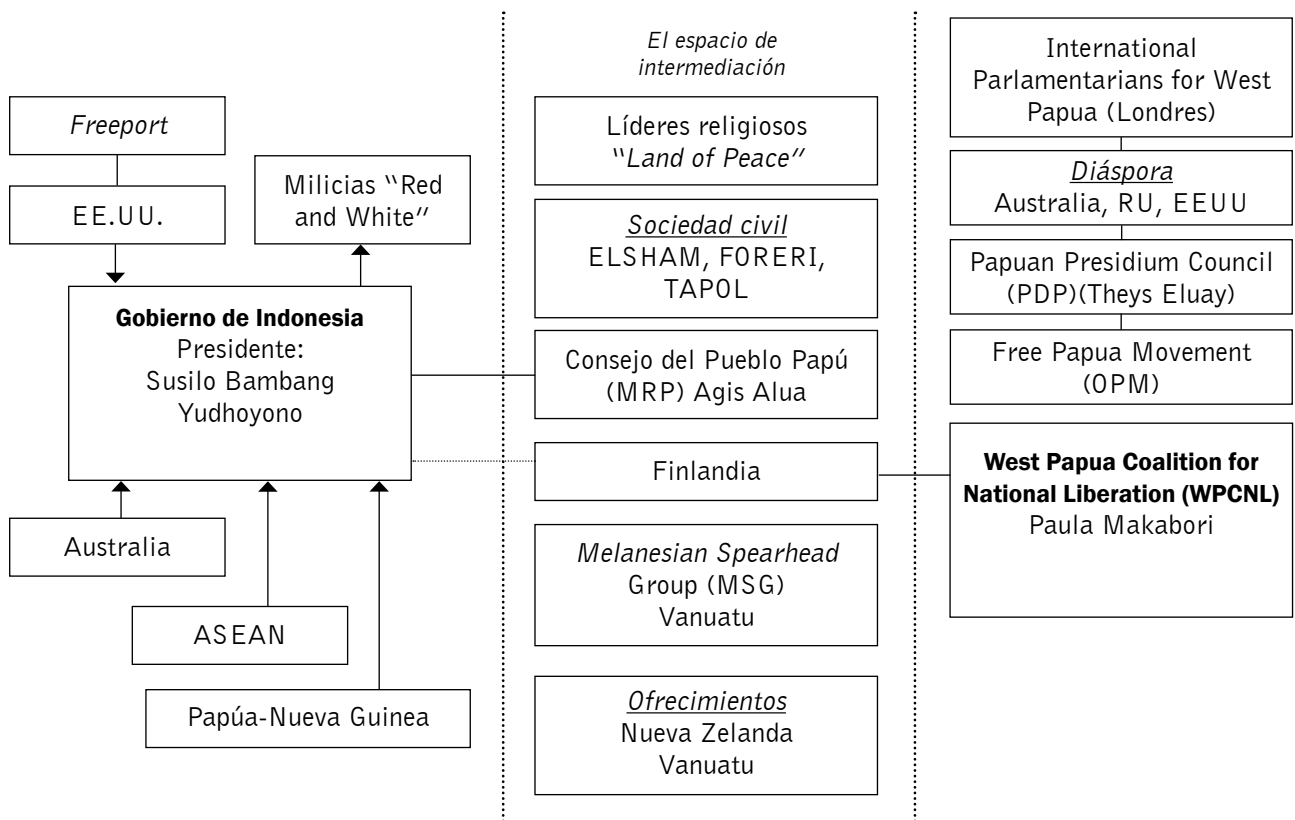 Freeport
EE.UU.
Milicias “Red
and White”
Gobierno de Indonesia
Presidente:
Susilo Bambang
Yudhoyono
Australia
ASEAN
Papúa-Nueva Guinea
El espacio de
intermediación
Líderes religiosos
“Land of Peace”
Sociedad civil
ELSHAM, FORERI,
TAPOL
Consejo del Pueblo Papú
(MRP) Agis Alua
Finlandia
Melanesian Spearhead
Group (MSG)
Vanuatu
Ofrecimientos
Nueva Zelanda
Vanuatu
International
Parlamentarians for West
Papua (Londres)
Diáspora
Australia, RU, EEUU
Papuan Presidium Council
(PDP)(Theys Eluay)
Free Papua Movement
(OPM)
West Papua Coalition for
National Liberation (WPCNL)
Paula Makabori